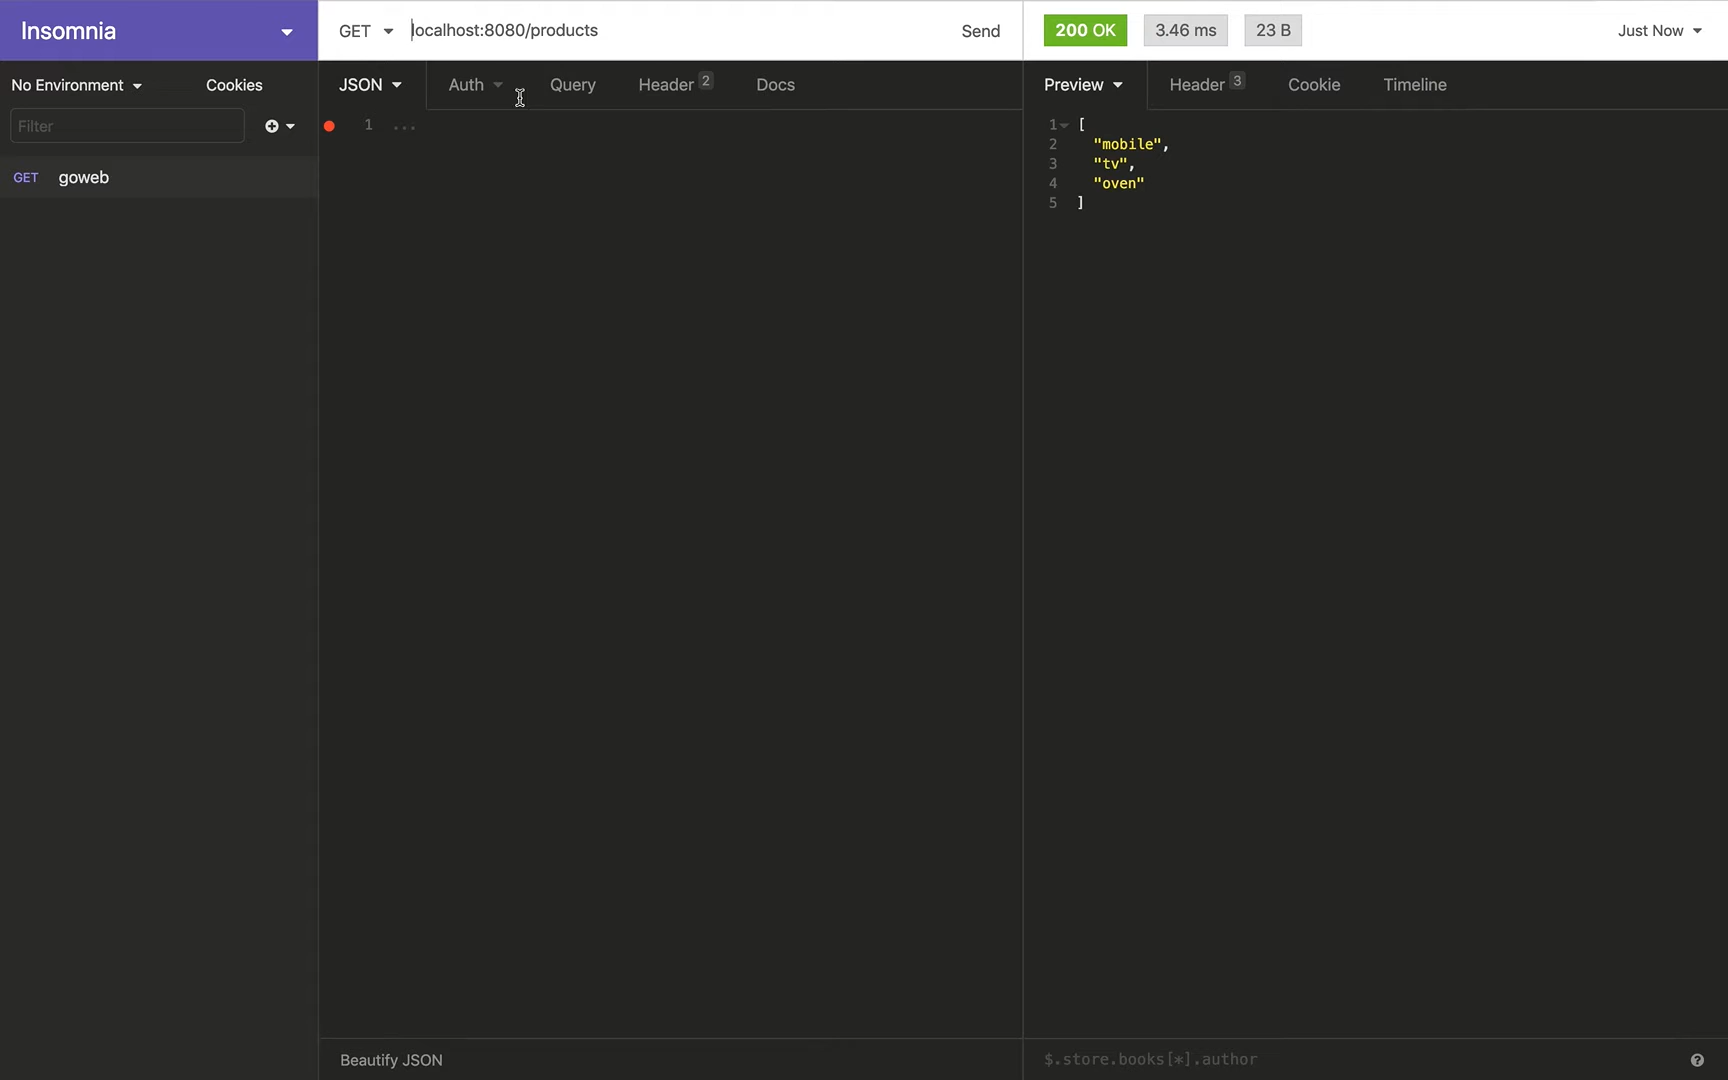 Insomnia
GET localhost:8080/products Send
200 OK 3.46 ms 23 B Just Now
No Environment Cookies
JSON Auth Query Header 2 Docs
Preview Header 3 Cookie Timeline
Filter
GET goweb
1 ...
1 [
2 "mobile",
3 "tv",
4 "oven"
5 ]
Beautify JSON
$.store.books[*].author